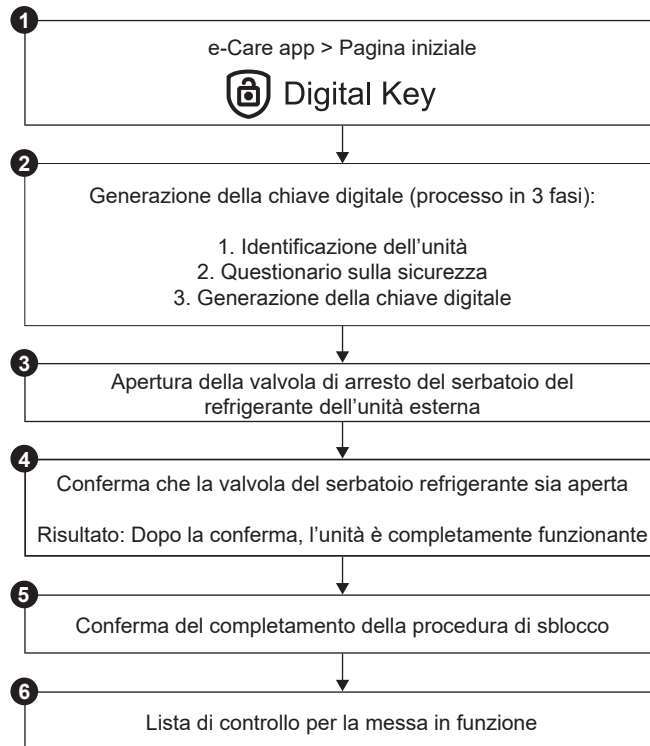 1
e-Care app > Pagina iniziale
Digital Key
2
Generazione della chiave digitale (processo in 3 fasi):
1. Identificazione dell’unità
2. Questionario sulla sicurezza
3. Generazione della chiave digitale
3
Apertura della valvola di arresto del serbatoio del
refrigerante dell’unità esterna
4
Conferma che la valvola del serbatoio refrigerante sia aperta
Risultato: Dopo la conferma, l’unità è completamente funzionante
5
Conferma del completamento della procedura di sblocco
6
Lista di controllo per la messa in funzione